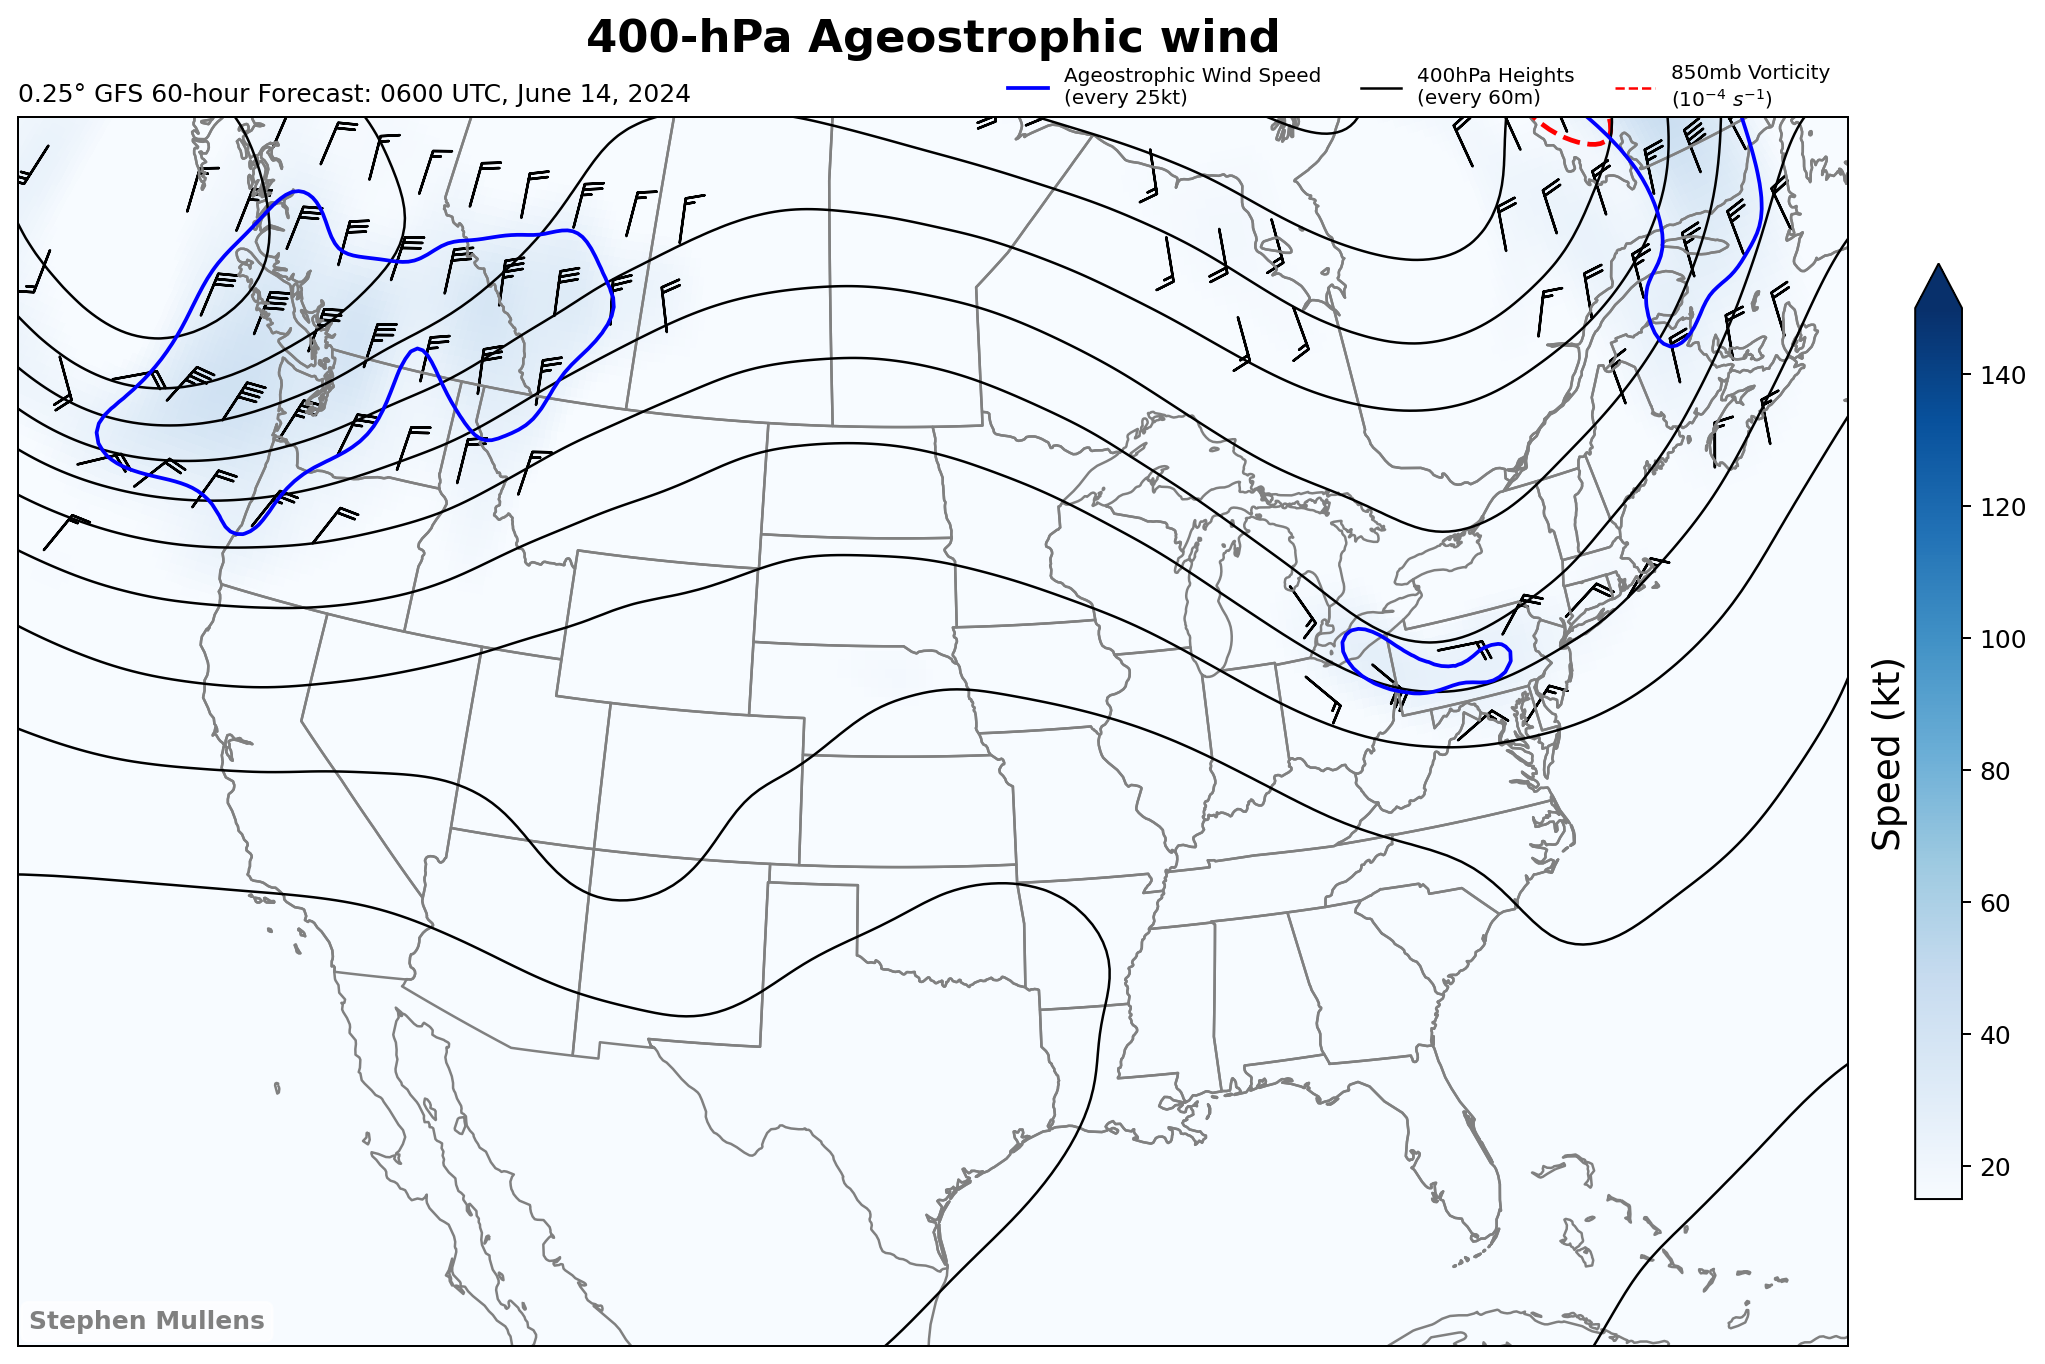 400-hPa Ageostrophic wind
0.25° GFS 60-hour Forecast: 0600 UTC, June 14, 2024
Ageostrophic Wind Speed
(every 25kt)
400hPa Heights
(every 60m)
850mb Vorticity
(10⁻⁴ s⁻¹)
140
120
100
80
60
40
20
Speed (kt)
Stephen Mullens